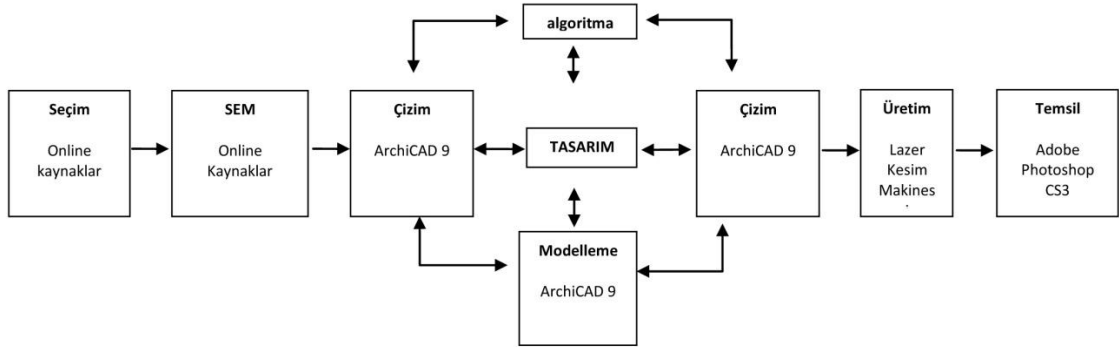 algoritma
Seçim
Online
kaynaklar
SEM
Online
Kaynaklar
Çizim
ArchiCAD 9
TASARIM
Çizim
ArchiCAD 9
Üretim
Lazer
Kesim
Makines
Temsil
Adobe
Photoshop
CS3
Modelleme
ArchiCAD 9